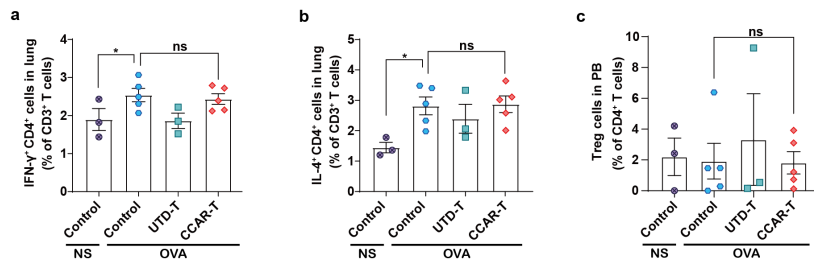 a
IFN-γ⁺ CD4⁺ cells in lung
(% of CD3⁺ T cells)
4
3
2
1
0
*
ns
Control
Control
UTD-T
CCAR-T
NS
OVA
b
IL-4⁺ CD4⁺ cells in lung
(% of CD3⁺ T cells)
5
4
3
2
1
0
*
ns
Control
Control
UTD-T
CCAR-T
NS
OVA
c
Treg cells in PB
(% of CD4⁺ T cells)
10
8
6
4
2
0
ns
Control
Control
UTD-T
CCAR-T
NS
OVA